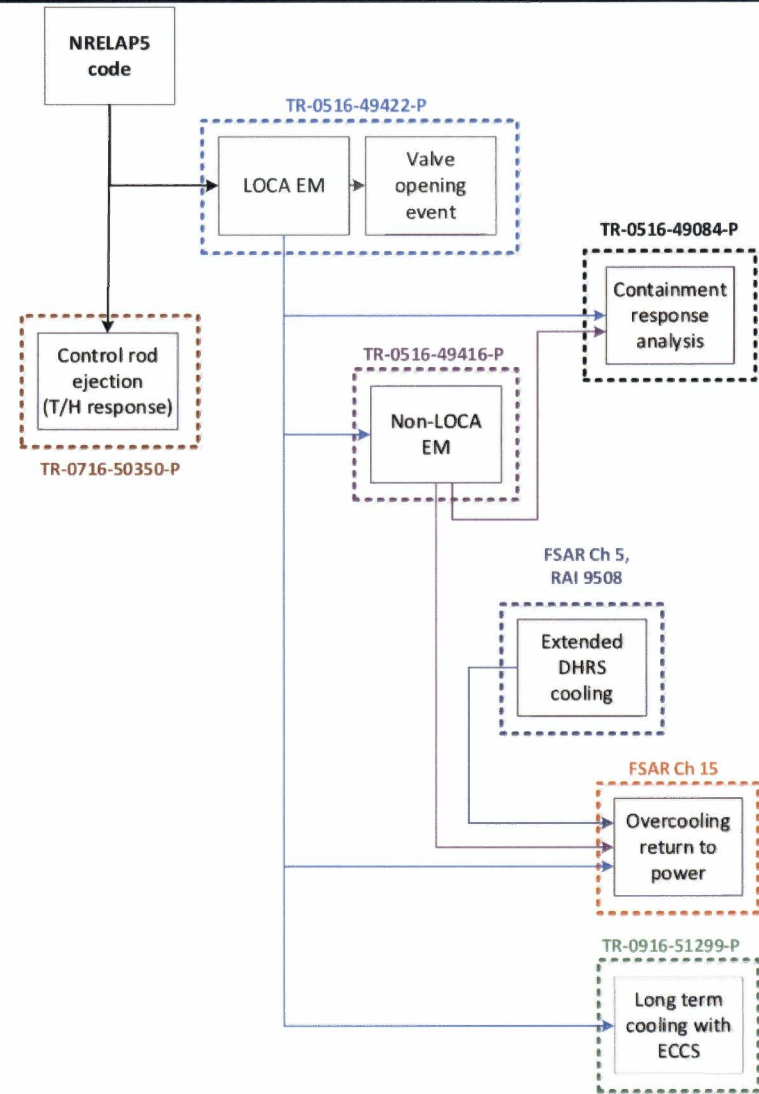 NRELAP5
code
TR-0516-49422-P
LOCA EM
Valve
opening
event
TR-0516-49084-P
Containment
response
analysis
Control rod
ejection
(T/H response)
TR-0716-50350-P
TR-0516-49416-P
Non-LOCA
EM
FSAR Ch 5,
RAI 9508
Extended
DHRS
cooling
FSAR Ch 15
Overcooling
return to
power
TR-0916-51299-P
Long term
cooling with
ECCS